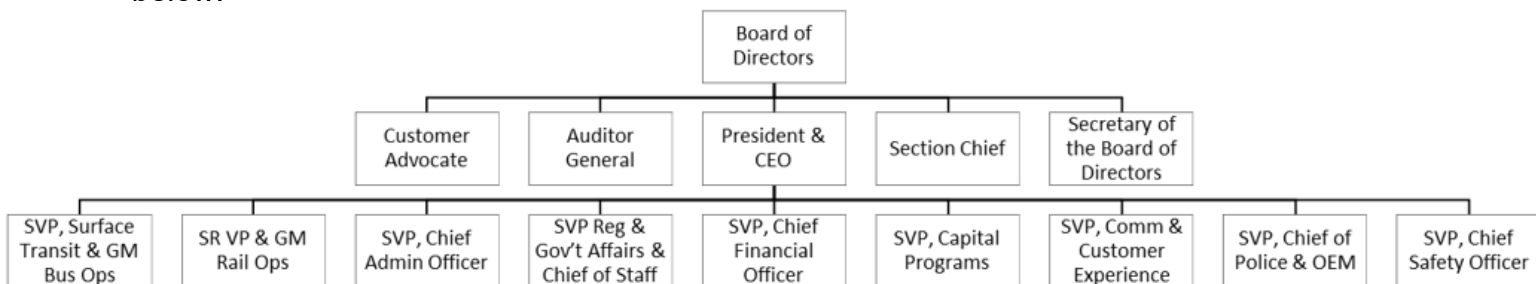 Board of
Directors
Customer
Advocate
Auditor
General
President &
CEO
Section Chief
Secretary of
the Board of
Directors
SVP, Surface
Transit & GM
Bus Ops
SR VP & GM
Rail Ops
SVP, Chief
Admin Officer
SVP Reg &
Gov't Affairs &
Chief of Staff
SVP, Chief
Financial
Officer
SVP, Capital
Programs
SVP, Comm &
Customer
Experience
SVP, Chief of
Police & OEM
SVP, Chief
Safety Officer